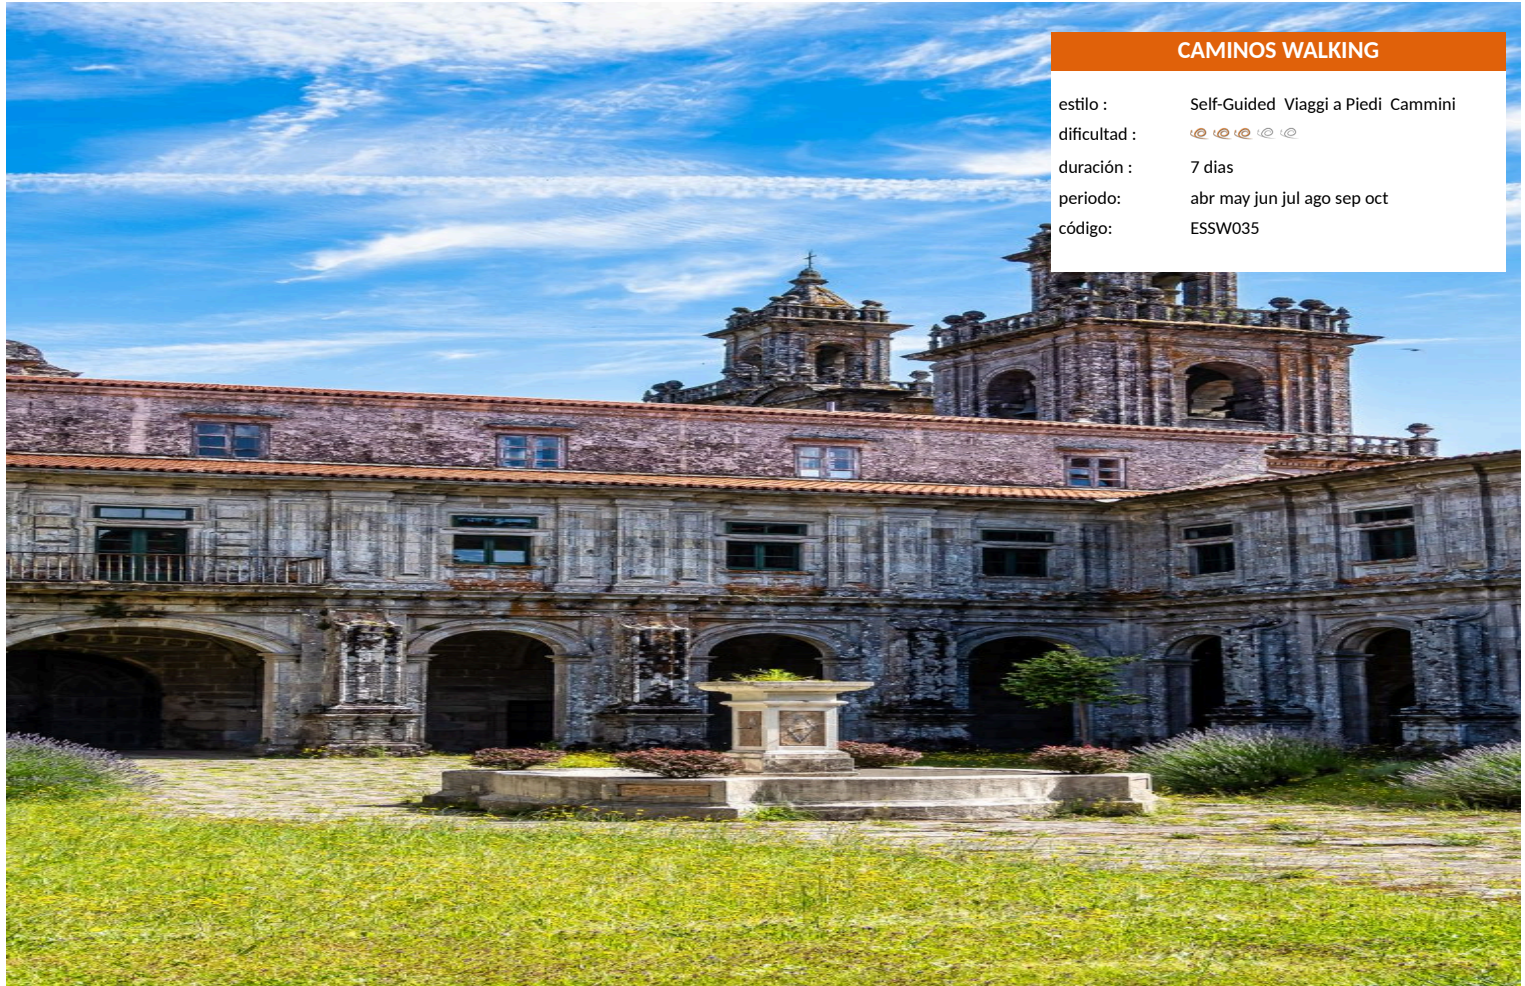 CAMINOS WALKING
estilo : Self-Guided Viaggi a Piedi Cammini
dificultad :
duración : 7 dias
periodo: abr may jun jul ago sep oct
código: ESSW035